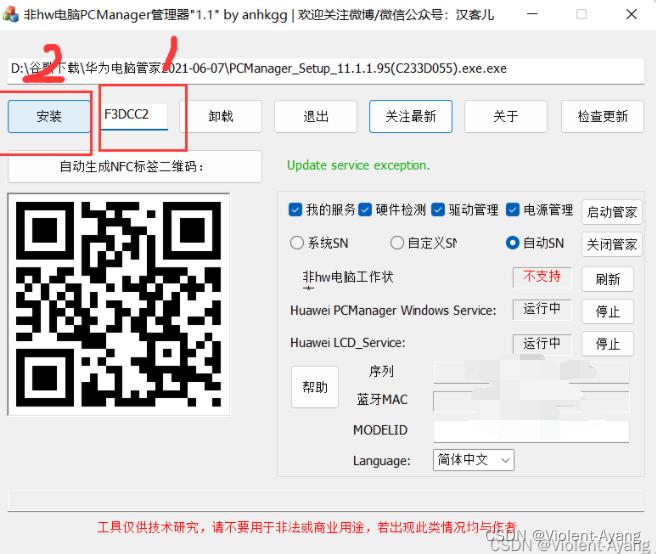 非hw电脑PCManager管理器"1.1" by anhkgg | 欢迎关注微博/微信公众号：汉客儿
2 1
D:\谷歌下载\华为电脑管家2021-06-07\PCManager_Setup_11.1.1.95(C233D055).exe.exe
安装 F3DCC2 卸载 退出 关注最新 关于 检查更新
自动生成NFC标签二维码： Update service exception.
我的服务 硬件检测 驱动管理 电源管理 启动管家
系统SN 自定义SN 自动SN 关闭管家
非hw电脑工作状 不支持 刷新
Huawei PCManager Windows Service: 运行中 停止
Huawei LCD_Service: 运行中 停止
帮助 序列
蓝牙MAC
MODELID
Language: 简体中文
工具仅供技术研究，请不要用于非法或商业用途，若出现此类情况均与作者
CSDN @Violent-Ayang
CSDN @Violent-Ayang